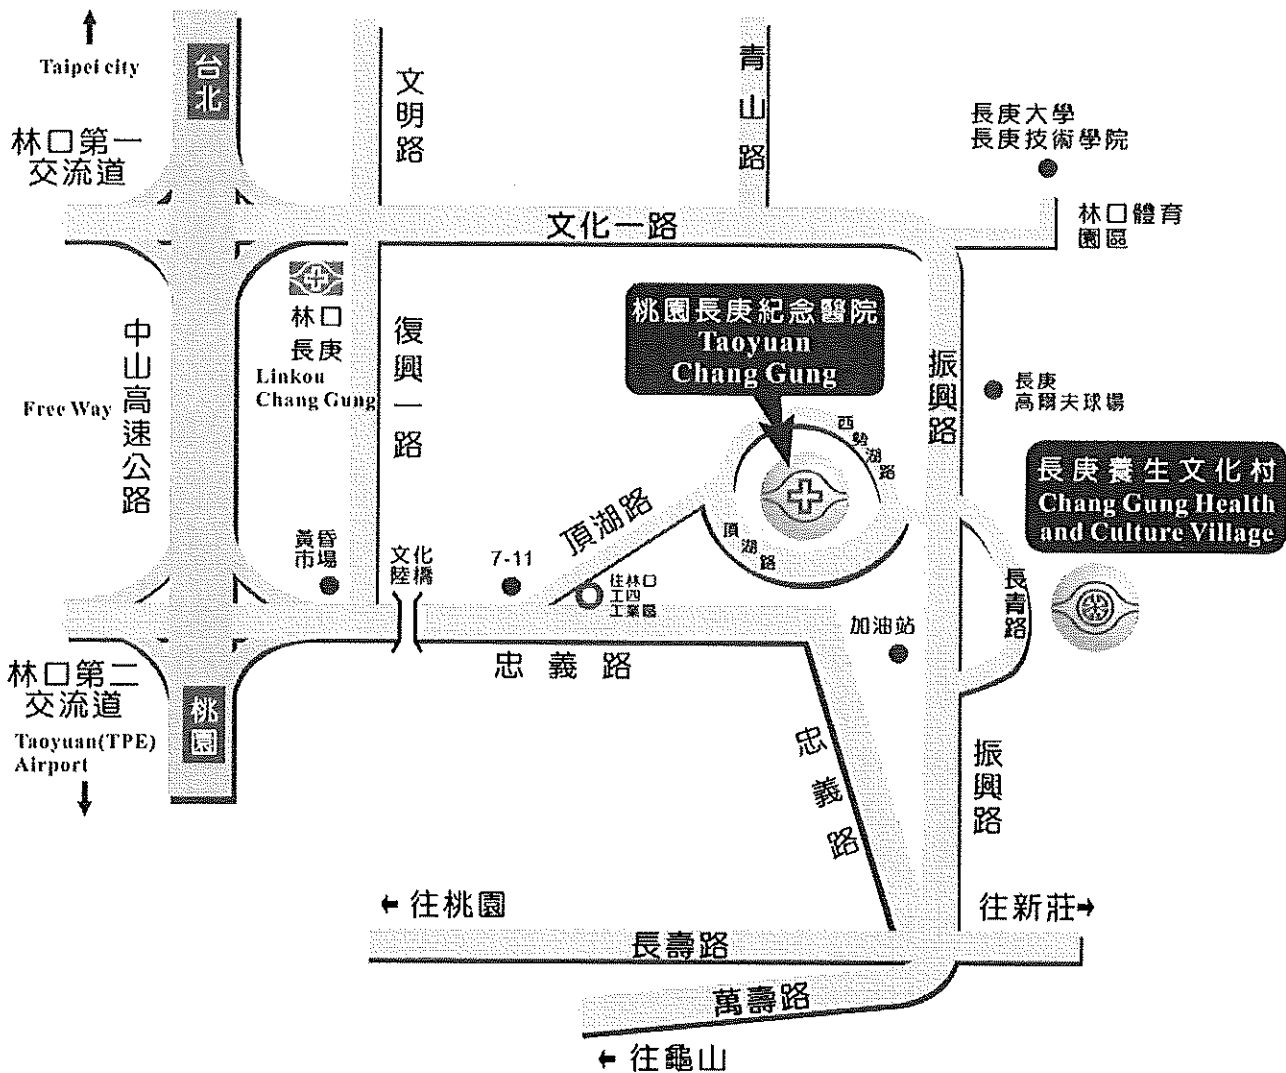 Taipei city
台北
林口第一
交流道
文明路
青山路
長庚大學
長庚技術學院
林口體育
園區
文化一路
林口
長庚
Linkou
Chang Gung
復興一路
桃園長庚紀念醫院
Taoyuan
Chang Gung
振興路
長庚
高爾夫球場
Free Way
中山高速公路
西勢湖路
長庚養生文化村
Chang Gung Health
and Culture Village
頂湖路
頂湖路
黃昏
市場
文化
陸橋
7-11
往林口
工四
工業區
長青路
加油站
忠義路
林口第二
交流道
桃園
Taoyuan(TPE)
Airport
忠義路
振興路
往桃園
往新莊
長壽路
萬壽路
往龜山